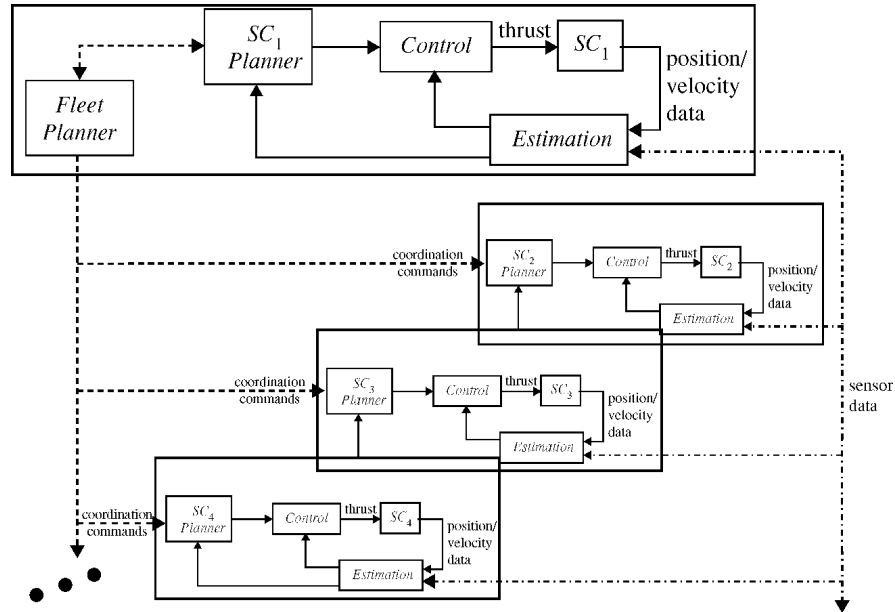 SC1
Planner
Control
thrust
SC1
position/
velocity
data
Fleet
Planner
Estimation
coordination
commands
SC2
Planner
Control
thrust
SC2
position/
velocity
data
Estimation
coordination
commands
SC3
Planner
Control
thrust
SC3
position/
velocity
data
Estimation
sensor
data
coordination
commands
SC4
Planner
Control
thrust
SC4
position/
velocity
data
Estimation